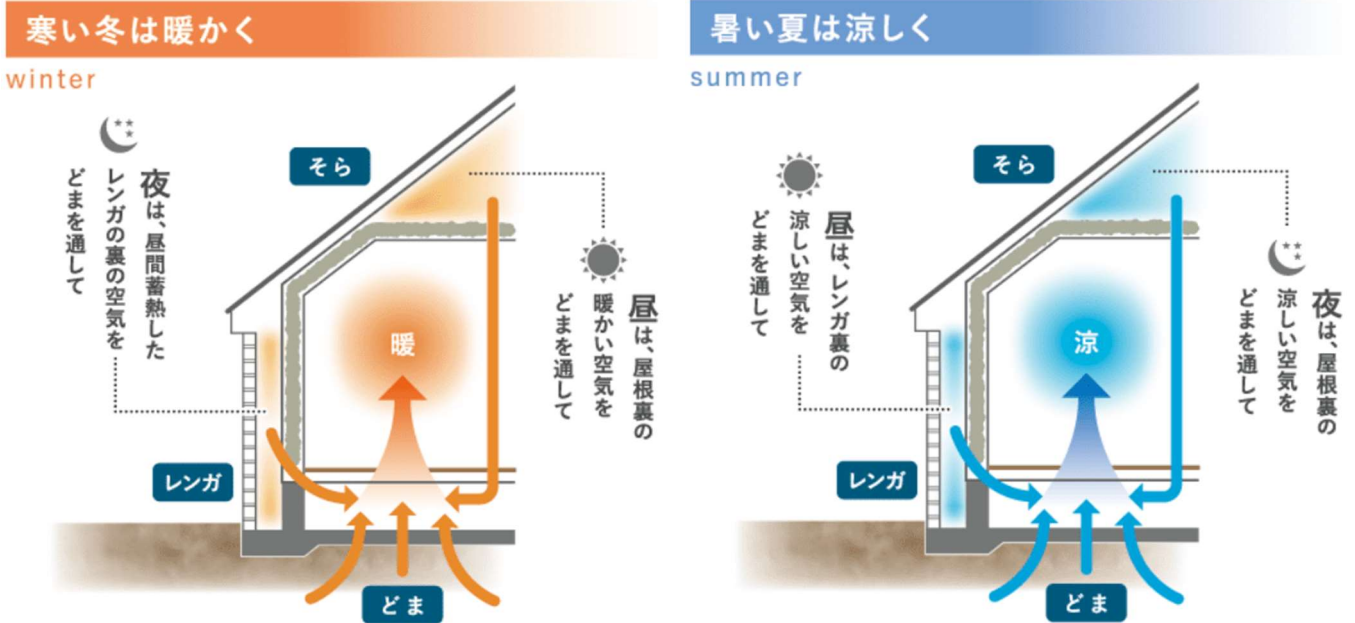 寒い冬は暖かく
winter
夜は、昼間蓄熱した
レンガの裏の空気を
どまを通して
そら
昼は、屋根裏の
暖かい空気を
どまを通して
暖
レンガ
どま
暑い夏は涼しく
summer
昼は、レンガ裏の
涼しい空気を
どまを通して
そら
夜は、屋根裏の
涼しい空気を
どまを通して
涼
レンガ
どま